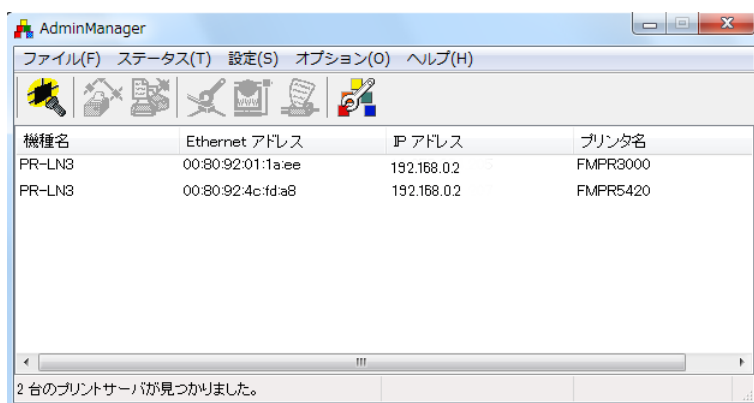 AdminManager
ファイル(F) ステータス(T) 設定(S) オプション(O) ヘルプ(H)
機種名 Ethernet アドレス IP アドレス プリンタ名
PR-LN3 00:80:92:01:1a:ee 192.168.0.2 FMPR3000
PR-LN3 00:80:92:4c:fd:a8 192.168.0.2 FMPR5420
2 台のプリントサーバが見つかりました。